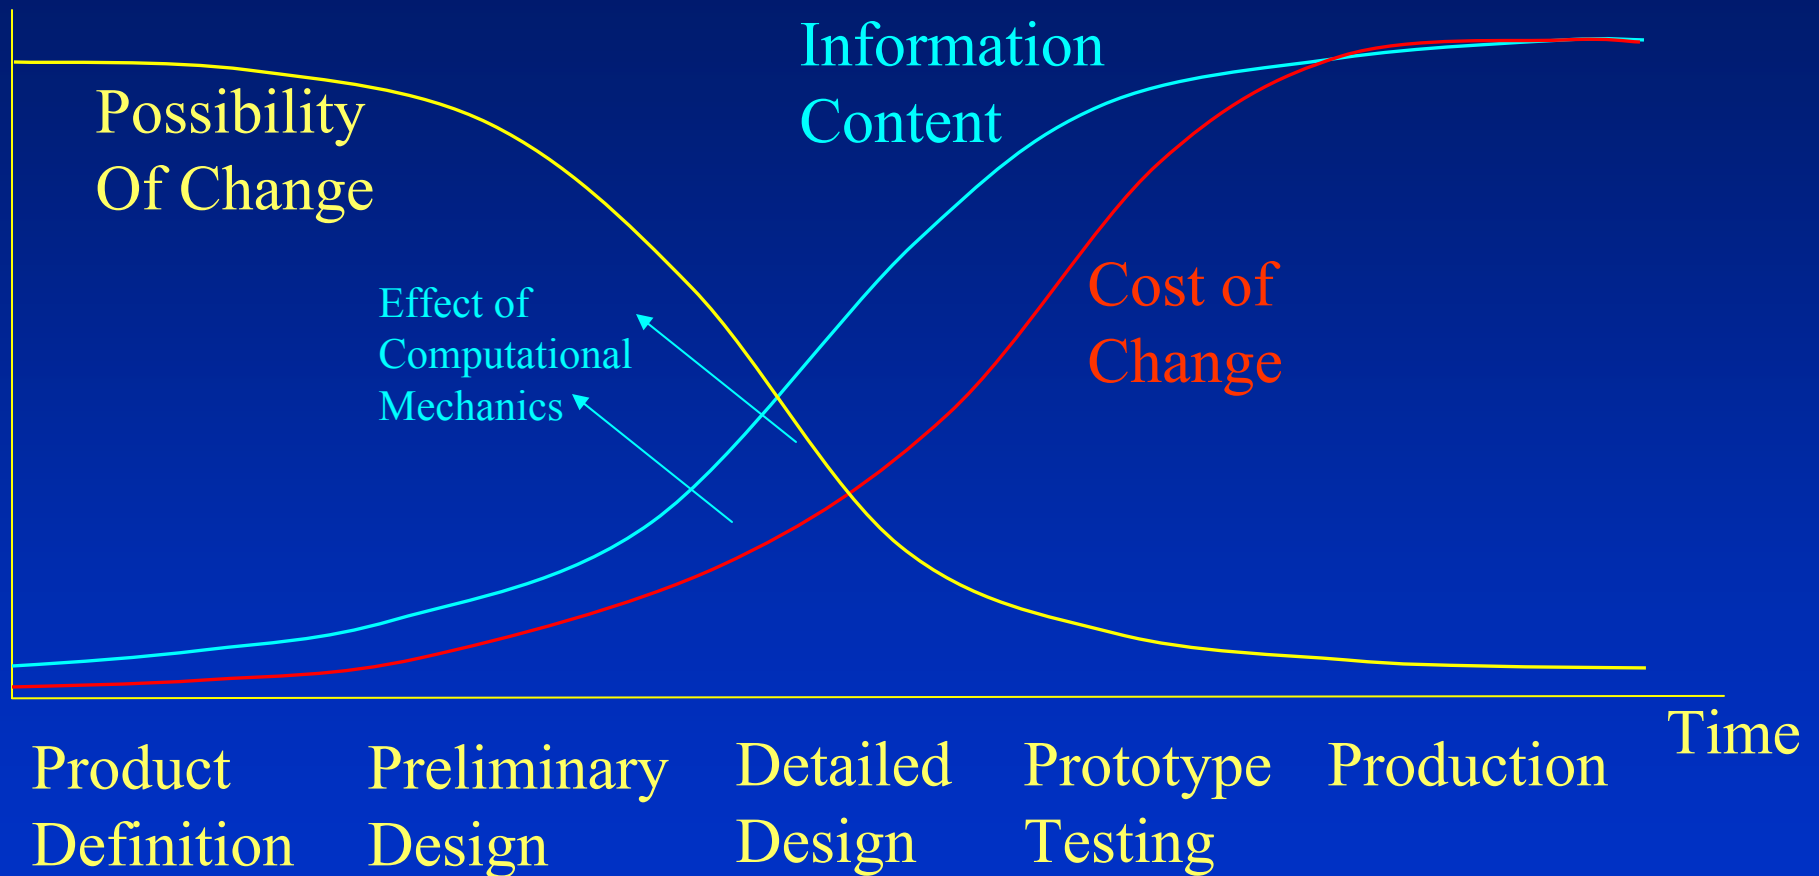 Information
Content
Possibility
Of Change
Effect of
Computational
Mechanics
Cost of
Change
Time
Product
Definition
Preliminary
Design
Detailed
Design
Prototype
Testing
Production